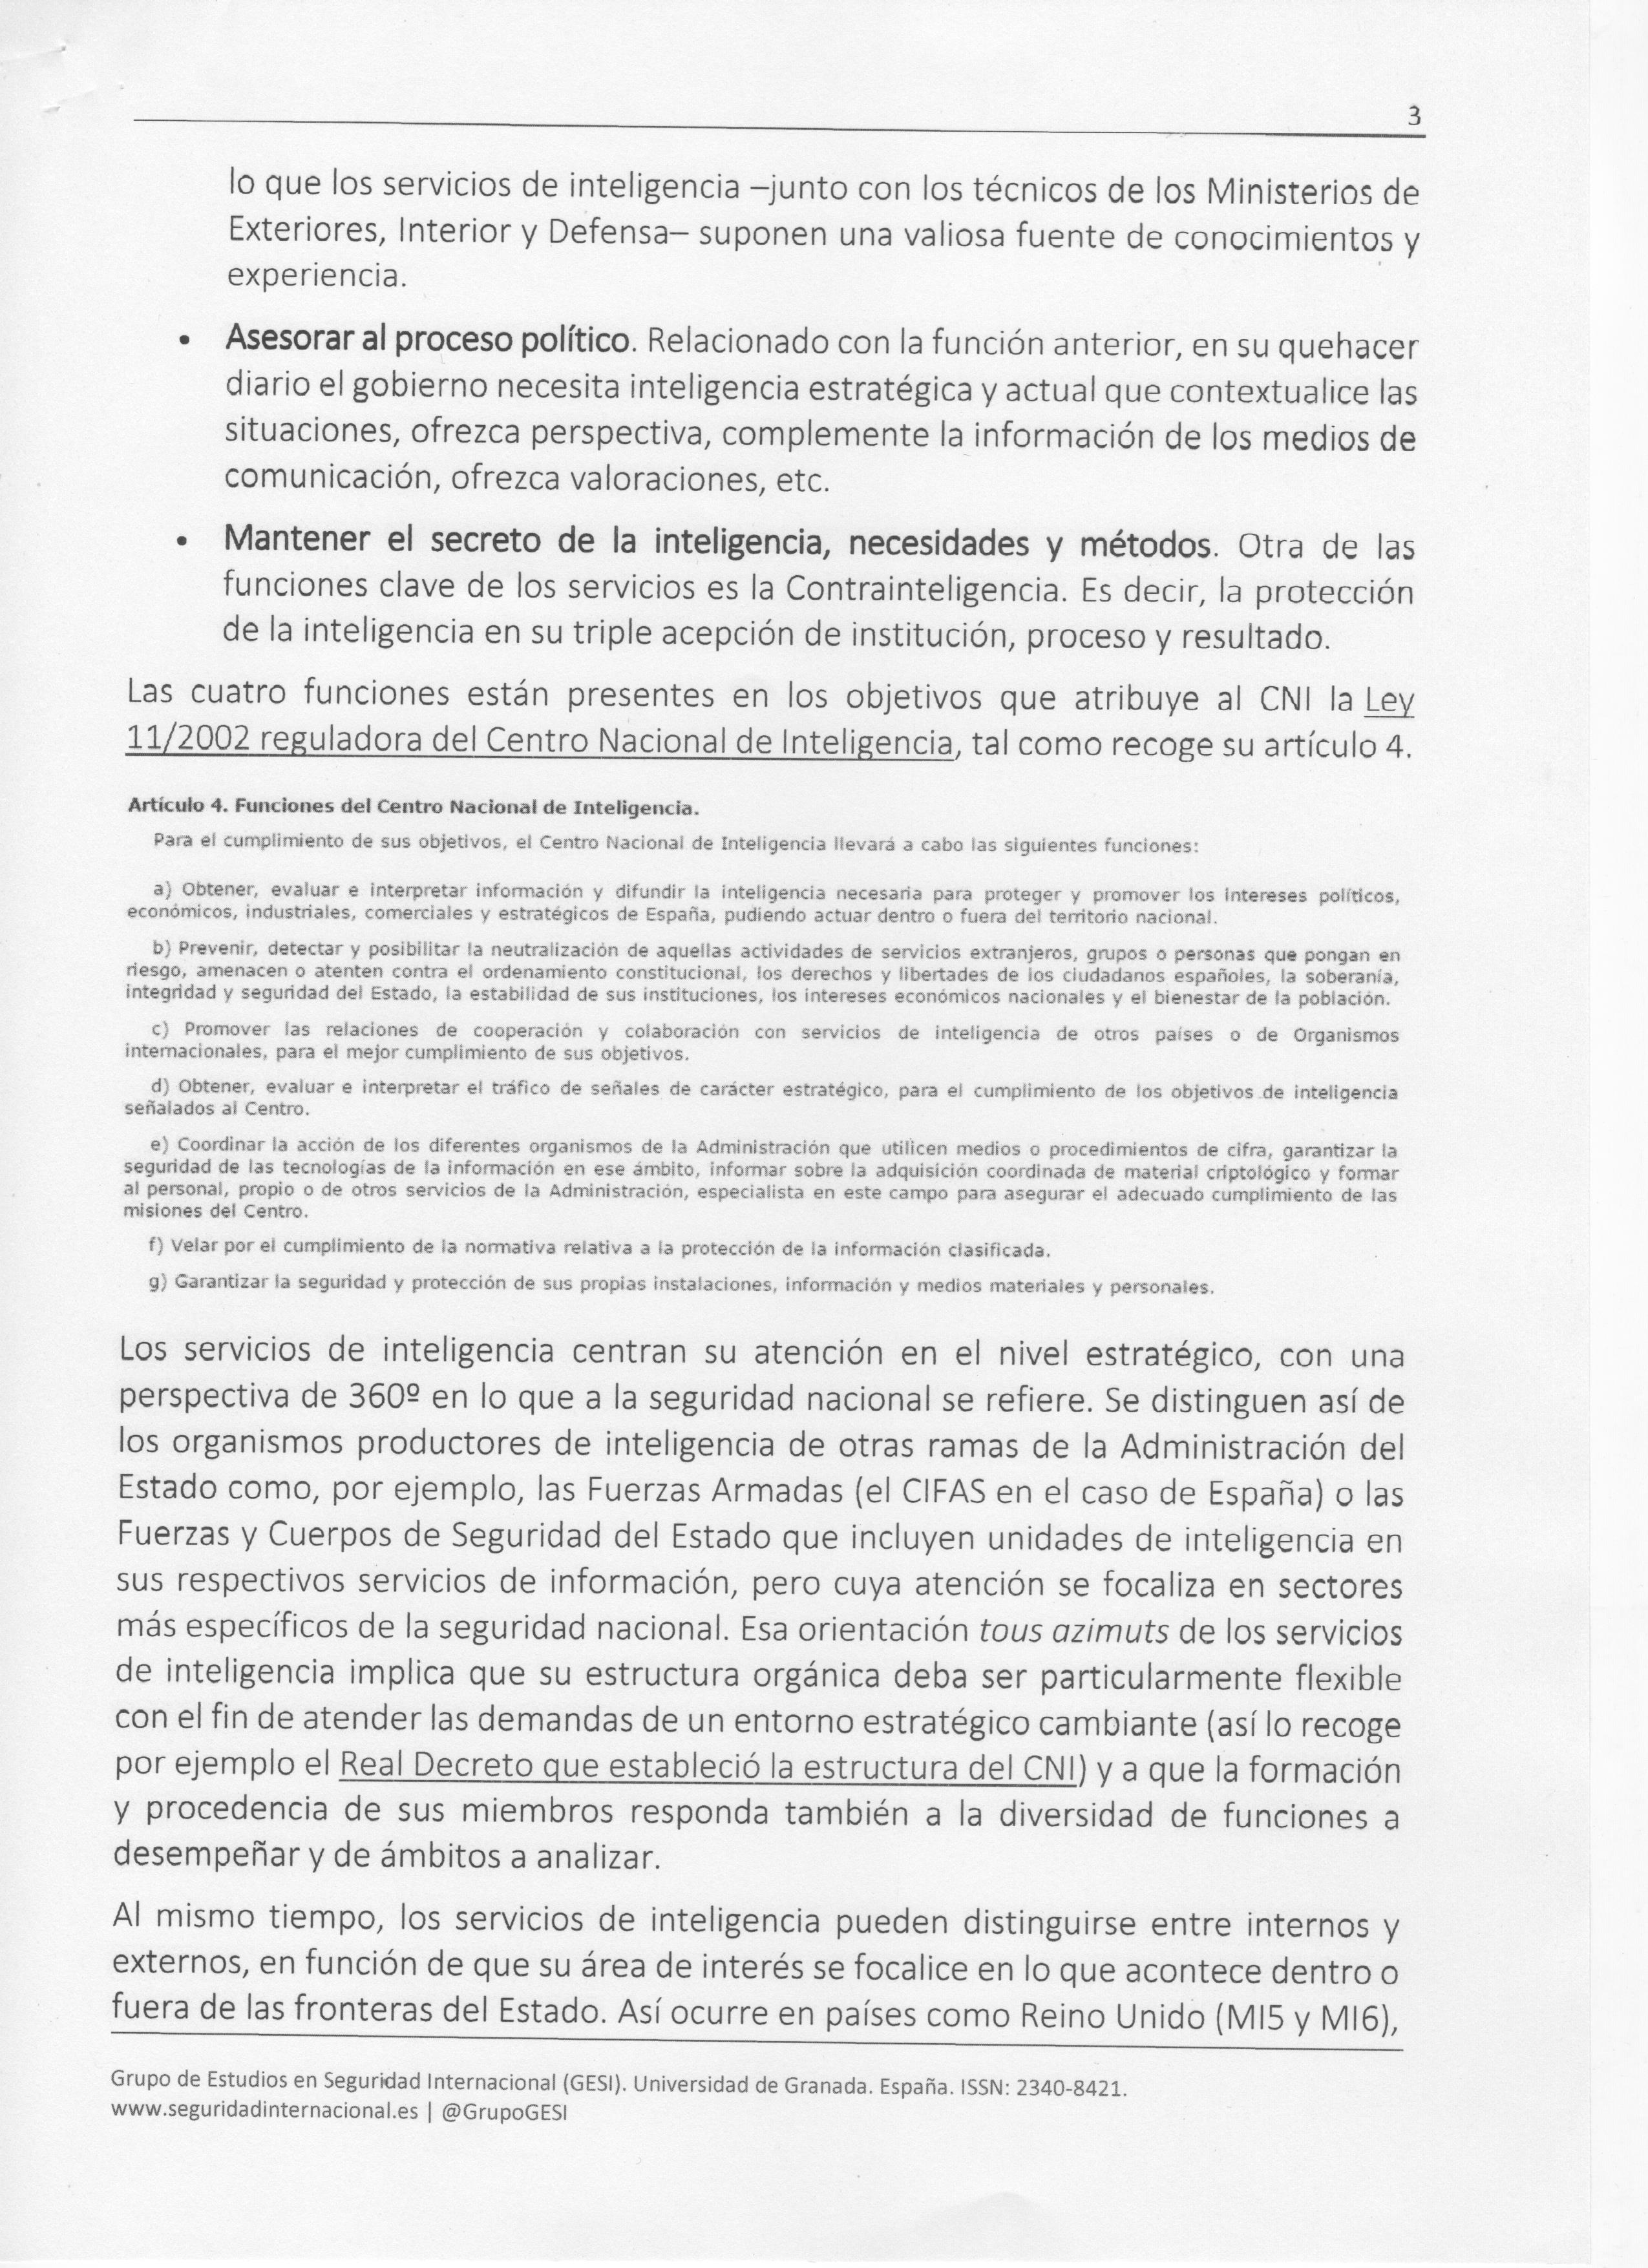 3
lo que los servicios de inteligencia –junto con los técnicos de los Ministerios de
Exteriores, Interior y Defensa– suponen una valiosa fuente de conocimientos y
experiencia.
• Asesorar al proceso político. Relacionado con la función anterior, en su quehacer
diario el gobierno necesita inteligencia estratégica y actual que contextualice las
situaciones, ofrezca perspectiva, complemente la información de los medios de
comunicación, ofrezca valoraciones, etc.
• Mantener el secreto de la inteligencia, necesidades y métodos. Otra de las
funciones clave de los servicios es la Contrainteligencia. Es decir, la protección
de la inteligencia en su triple acepción de institución, proceso y resultado.
Las cuatro funciones están presentes en los objetivos que atribuye al CNI la Ley
11/2002 reguladora del Centro Nacional de Inteligencia, tal como recoge su artículo 4.
Artículo 4. Funciones del Centro Nacional de Inteligencia.
Para el cumplimiento de sus objetivos, el Centro Nacional de Inteligencia llevará a cabo las siguientes funciones:
a) Obtener, evaluar e interpretar información y difundir la inteligencia necesaria para proteger y promover los intereses políticos,
económicos, industriales, comerciales y estratégicos de España, pudiendo actuar dentro o fuera del territorio nacional.
b) Prevenir, detectar y posibilitar la neutralización de aquellas actividades de servicios extranjeros, grupos o personas que pongan en
riesgo, amenacen o atenten contra el ordenamiento constitucional, los derechos y libertades de los ciudadanos españoles, la soberanía,
integridad y seguridad del Estado, la estabilidad de sus instituciones, los intereses económicos nacionales y el bienestar de la población.
c) Promover las relaciones de cooperación y colaboración con servicios de inteligencia de otros países o de Organismos
internacionales, para el mejor cumplimiento de sus objetivos.
d) Obtener, evaluar e interpretar el tráfico de señales de carácter estratégico, para el cumplimiento de los objetivos de inteligencia
señalados al Centro.
e) Coordinar la acción de los diferentes organismos de la Administración que utilicen medios o procedimientos de cifra, garantizar la
seguridad de las tecnologías de la información en ese ámbito, informar sobre la adquisición coordinada de material criptológico y formar
al personal, propio o de otros servicios de la Administración, especialista en este campo para asegurar el adecuado cumplimiento de las
misiones del Centro.
f) Velar por el cumplimiento de la normativa relativa a la protección de la información clasificada.
g) Garantizar la seguridad y protección de sus propias instalaciones, información y medios materiales y personales.
Los servicios de inteligencia centran su atención en el nivel estratégico, con una
perspectiva de 360º en lo que a la seguridad nacional se refiere. Se distinguen así de
los organismos productores de inteligencia de otras ramas de la Administración del
Estado como, por ejemplo, las Fuerzas Armadas (el CIFAS en el caso de España) o las
Fuerzas y Cuerpos de Seguridad del Estado que incluyen unidades de inteligencia en
sus respectivos servicios de información, pero cuya atención se focaliza en sectores
más específicos de la seguridad nacional. Esa orientación tous azimuts de los servicios
de inteligencia implica que su estructura orgánica deba ser particularmente flexible
con el fin de atender las demandas de un entorno estratégico cambiante (así lo recoge
por ejemplo el Real Decreto que estableció la estructura del CNI) y a que la formación
y procedencia de sus miembros responda también a la diversidad de funciones a
desempeñar y de ámbitos a analizar.
Al mismo tiempo, los servicios de inteligencia pueden distinguirse entre internos y
externos, en función de que su área de interés se focalice en lo que acontece dentro o
fuera de las fronteras del Estado. Así ocurre en países como Reino Unido (MI5 y MI6),
Grupo de Estudios en Seguridad Internacional (GESI). Universidad de Granada. España. ISSN: 2340-8421.
www.seguridadinternacional.es | @GrupoGESI